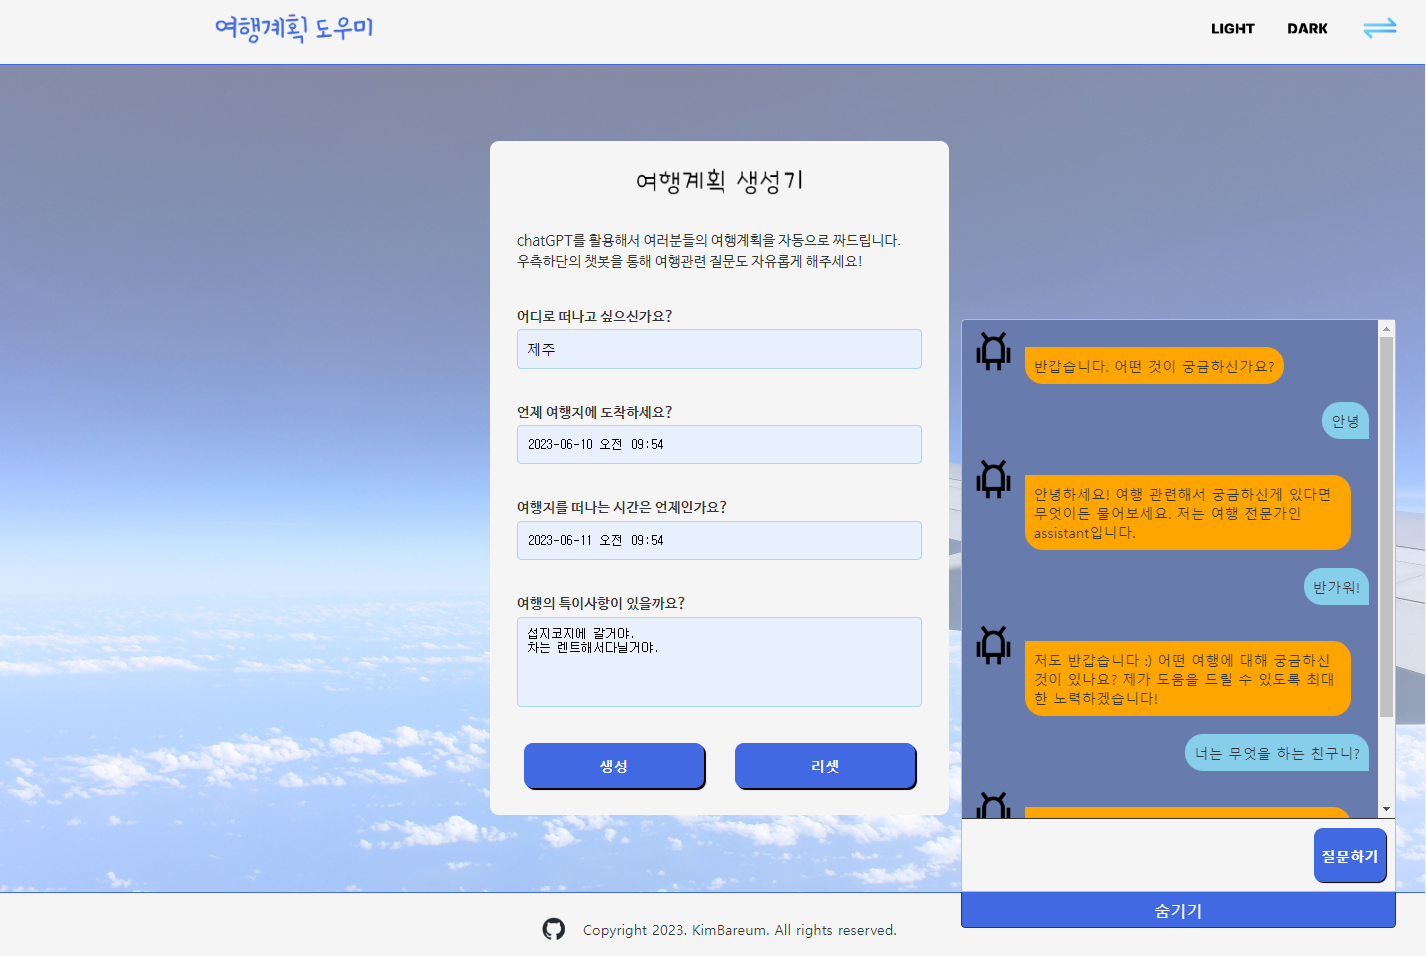 여행계획 도우미
LIGHT DARK
여행계획 생성기
chatGPT를 활용해서 여러분들의 여행계획을 자동으로 짜드립니다.
우측하단의 챗봇을 통해 여행관련 질문도 자유롭게 해주세요!
어디로 떠나고 싶으신가요?
제주
언제 여행지에 도착하세요?
2023-06-10 오전 09:54
여행지를 떠나는 시간은 언제인가요?
2023-06-11 오전 09:54
여행의 특이사항이 있을까요?
섭지코지에 갈거야.
차는 렌트해서다닐거야.
생성 리셋
반갑습니다. 어떤 것이 궁금하신가요?
안녕
안녕하세요! 여행 관련해서 궁금하신게 있다면
무엇이든 물어보세요. 저는 여행 전문가인
assistant입니다.
반가워!
저도 반갑습니다 :) 어떤 여행에 대해 궁금하신
것이 있나요? 제가 도움을 드릴 수 있도록 최대
한 노력하겠습니다!
너는 무엇을 하는 친구니?
질문하기
숨기기
Copyright 2023. KimBareum. All rights reserved.